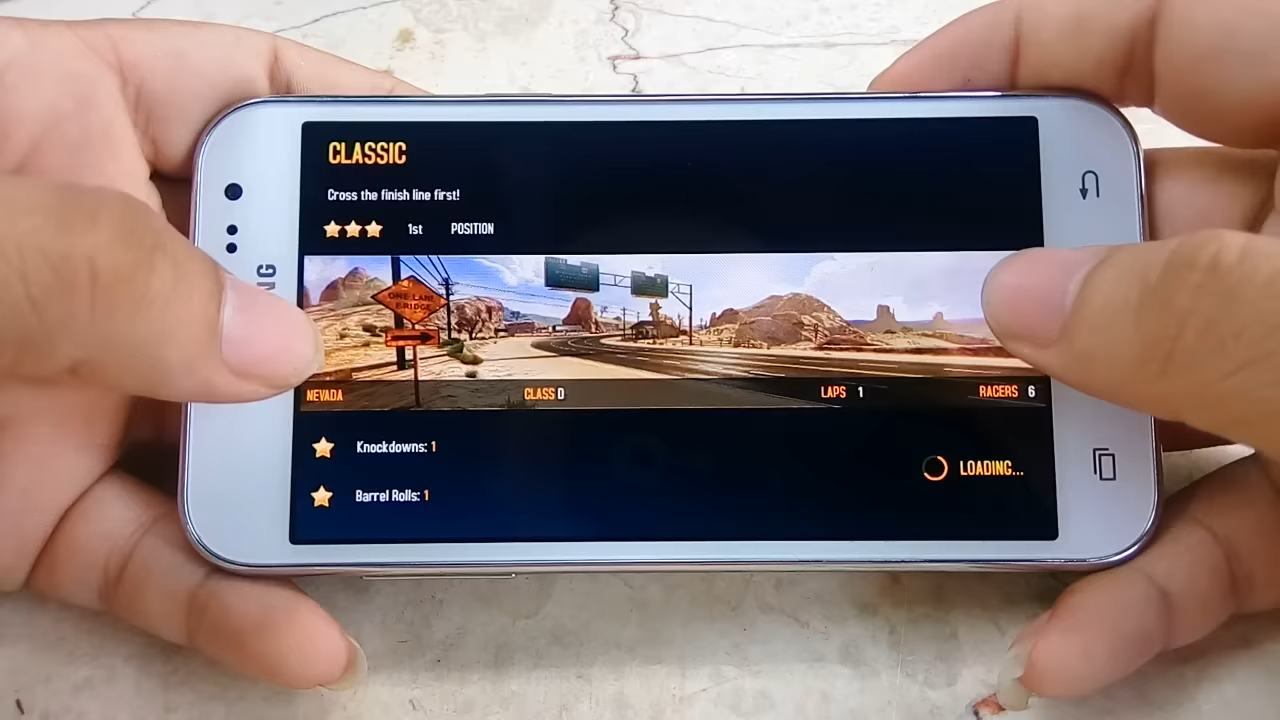 CLASSIC
Cross the finish line first!
1st POSITION
ONE LANE
BRIDGE
NEVADA CLASS D LAPS 1 RACERS 6
Knockdowns: 1
LOADING...
Barrel Rolls: 1